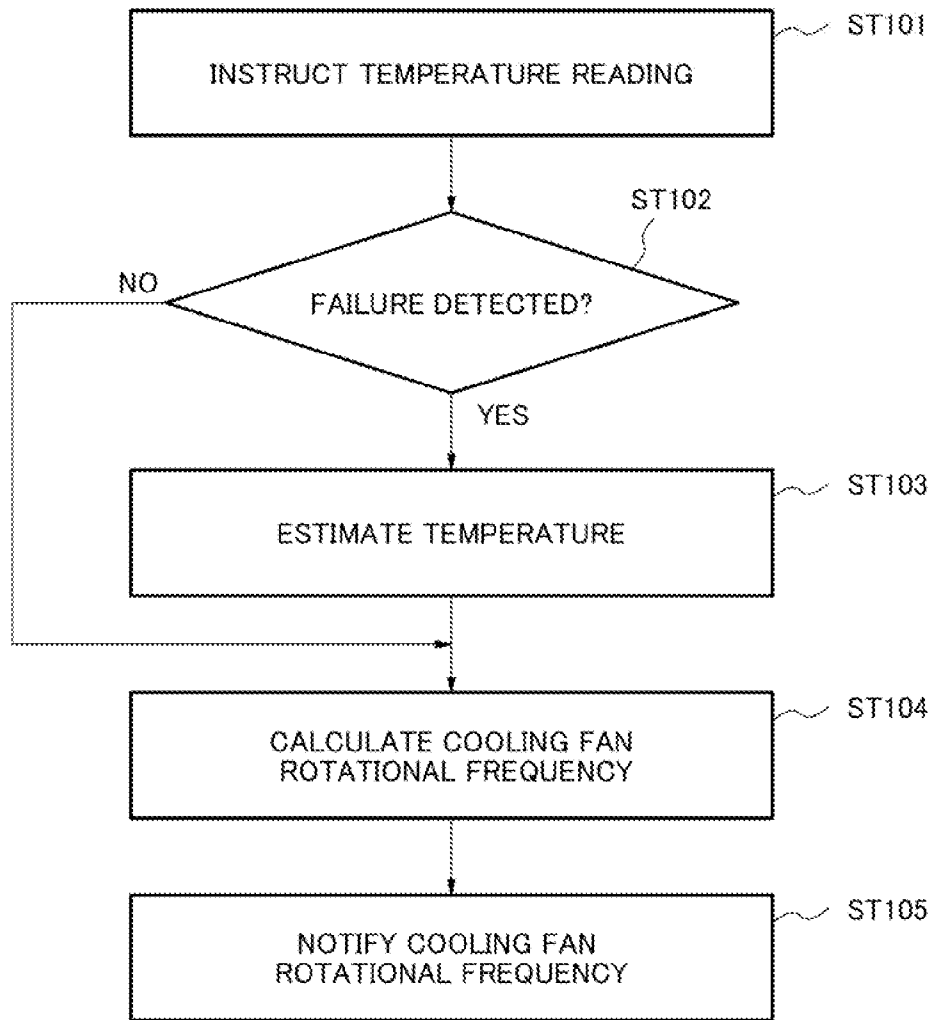 ST101
INSTRUCT TEMPERATURE READING
ST102
NO
FAILURE DETECTED?
YES
ST103
ESTIMATE TEMPERATURE
ST104
CALCULATE COOLING FAN
ROTATIONAL FREQUENCY
ST105
NOTIFY COOLING FAN
ROTATIONAL FREQUENCY